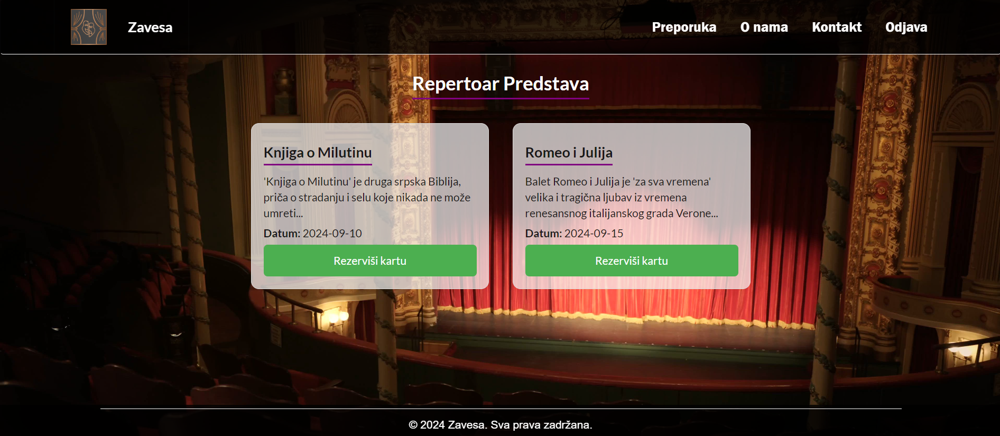 Zavesa
Preporuka
O nama
Kontakt
Odjava
Repertoar Predstava
Knjiga o Milutinu
'Knjiga o Milutinu' je druga srpska Biblija,
priča o stradanju i selu koje nikada ne može
umreti...
Datum: 2024-09-10
Rezerviši kartu
Romeo i Julija
Balet Romeo i Julija je 'za sva vremena'
velika i tragična ljubav iz vremena
renesansnog italijanskog grada Verone...
Datum: 2024-09-15
Rezerviši kartu
© 2024 Zavesa. Sva prava zadržana.